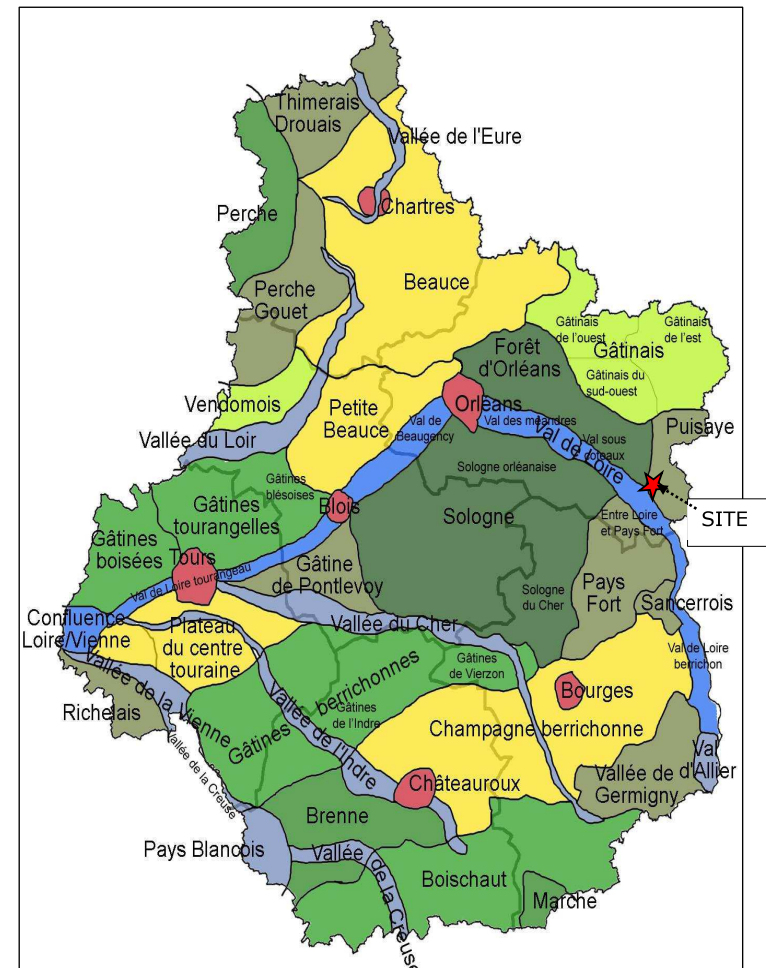 Thimerais
Drouais
Vallée de l'Eure
Chartres
Perche
Beauce
Perche
Gouet
Gâtinais
de l'ouest
Gâtinais
de l'est
Gâtinais
Gâtinais du
sud-ouest
Forêt
d'Orléans
Vendomois
Petite
Beauce
Orléans
Val de
Beaugency
Val des méandres
Val de Loire
Val sous
coteaux
Puisaye
Vallée du Loir
Sologne orléanaise
SITE
Gâtines
blésoises
Blois
Gâtines
tourangelles
Sologne
Entre Loire
et Pays Fort
Gâtines
boisées
Tours
Val de Loire tourangeau
Gâtine
de Pontlevoy
Sologne
du Cher
Pays
Fort
Sancerrois
Confluence
Loire/Vienne
Plateau
du centre
touraine
Vallée du Cher
Val de Loire
berrichon
Vallée de la Vienne
Gâtines
de Vierzon
Bourges
Richelais
Gâtines berrichonnes
Gâtines
de l'Indre
Vallée de l'Indre
Champagne berrichonne
Vallée de la Creuse
Châteauroux
Vallée de
Germigny
Val
d'Allier
Brenne
Pays Blancois
Vallée de la Creuse
Boischaut
Marche